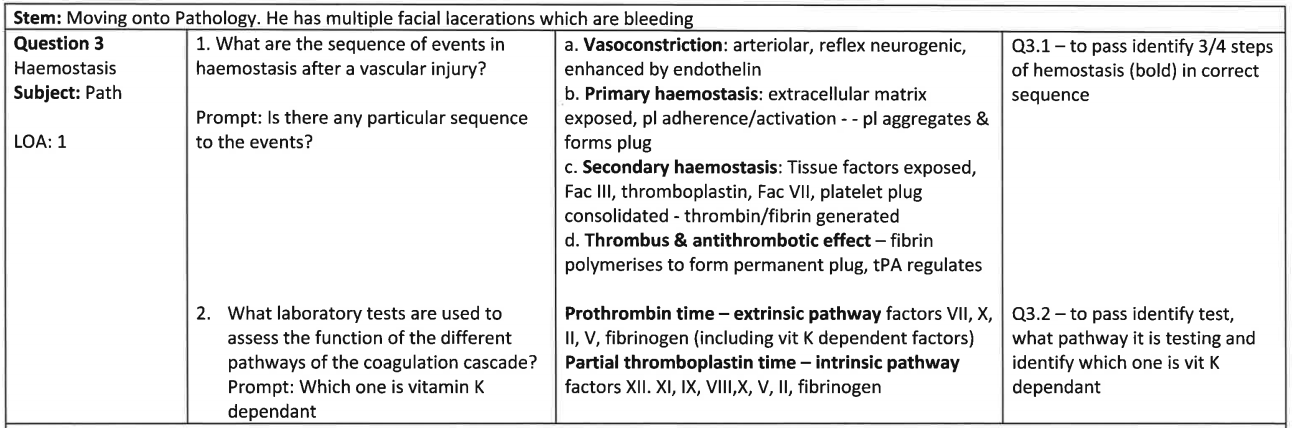 Stem: Moving onto Pathology. He has multiple facial lacerations which are bleeding
Question 3
Haemostasis
Subject: Path
LOA: 1
1. What are the sequence of events in
haemostasis after a vascular injury?
Prompt: Is there any particular sequence
to the events?
a. Vasoconstriction: arteriolar, reflex neurogenic,
enhanced by endothelin
b. Primary haemostasis: extracellular matrix
exposed, pl adherence/activation - - pl aggregates &
forms plug
c. Secondary haemostasis: Tissue factors exposed,
Fac III, thromboplastin, Fac VII, platelet plug
consolidated - thrombin/fibrin generated
d. Thrombus & antithrombotic effect – fibrin
polymerises to form permanent plug, tPA regulates
Q3.1 – to pass identify 3/4 steps
of hemostasis (bold) in correct
sequence
2. What laboratory tests are used to
assess the function of the different
pathways of the coagulation cascade?
Prompt: Which one is vitamin K
dependant
Prothrombin time – extrinsic pathway factors VII, X,
II, V, fibrinogen (including vit K dependent factors)
Partial thromboplastin time – intrinsic pathway
factors XII. XI, IX, VIII,X, V, II, fibrinogen
Q3.2 – to pass identify test,
what pathway it is testing and
identify which one is vit K
dependant